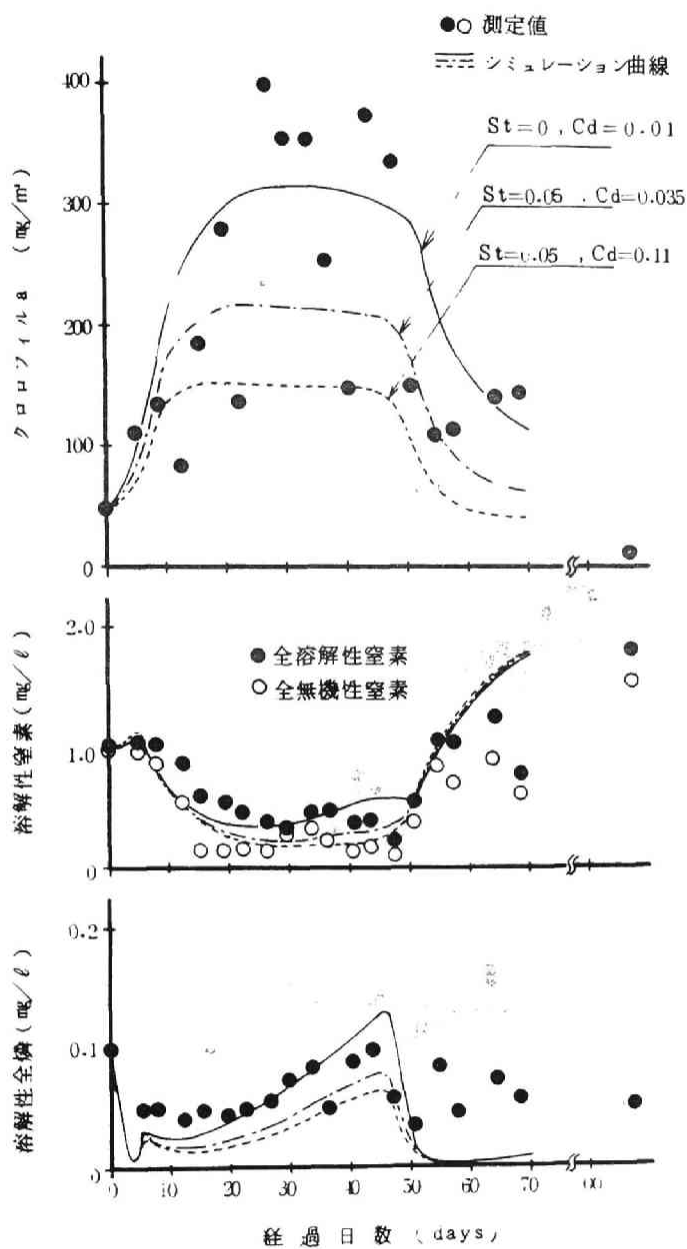 ●○ 測定値
シミュレーション曲線
St=0 , Cd=0.01
St=0.05 . Cd=0.035
St=0.05 , Cd=0.11
クロロフィルa (mg/m³)
400
300
200
100
0
溶解性窒素(mg/ℓ)
2.0
1.0
0
● 全溶解性窒素
○ 全無機性窒素
溶解性全燐(mg/ℓ)
0.2
0.1
0
0 10 20 30 40 50 60 70
経過日数 (days)